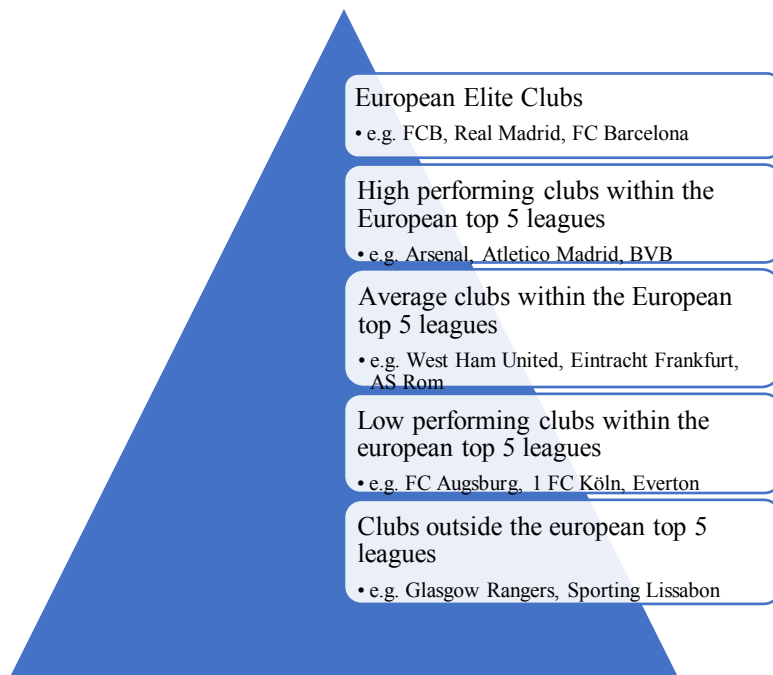 European Elite Clubs
• e.g. FCB, Real Madrid, FC Barcelona
High performing clubs within the
European top 5 leagues
• e.g. Arsenal, Atletico Madrid, BVB
Average clubs within the European
top 5 leagues
• e.g. West Ham United, Eintracht Frankfurt,
AS Rom
Low performing clubs within the
european top 5 leagues
• e.g. FC Augsburg, 1 FC Köln, Everton
Clubs outside the european top 5
leagues
• e.g. Glasgow Rangers, Sporting Lissabon